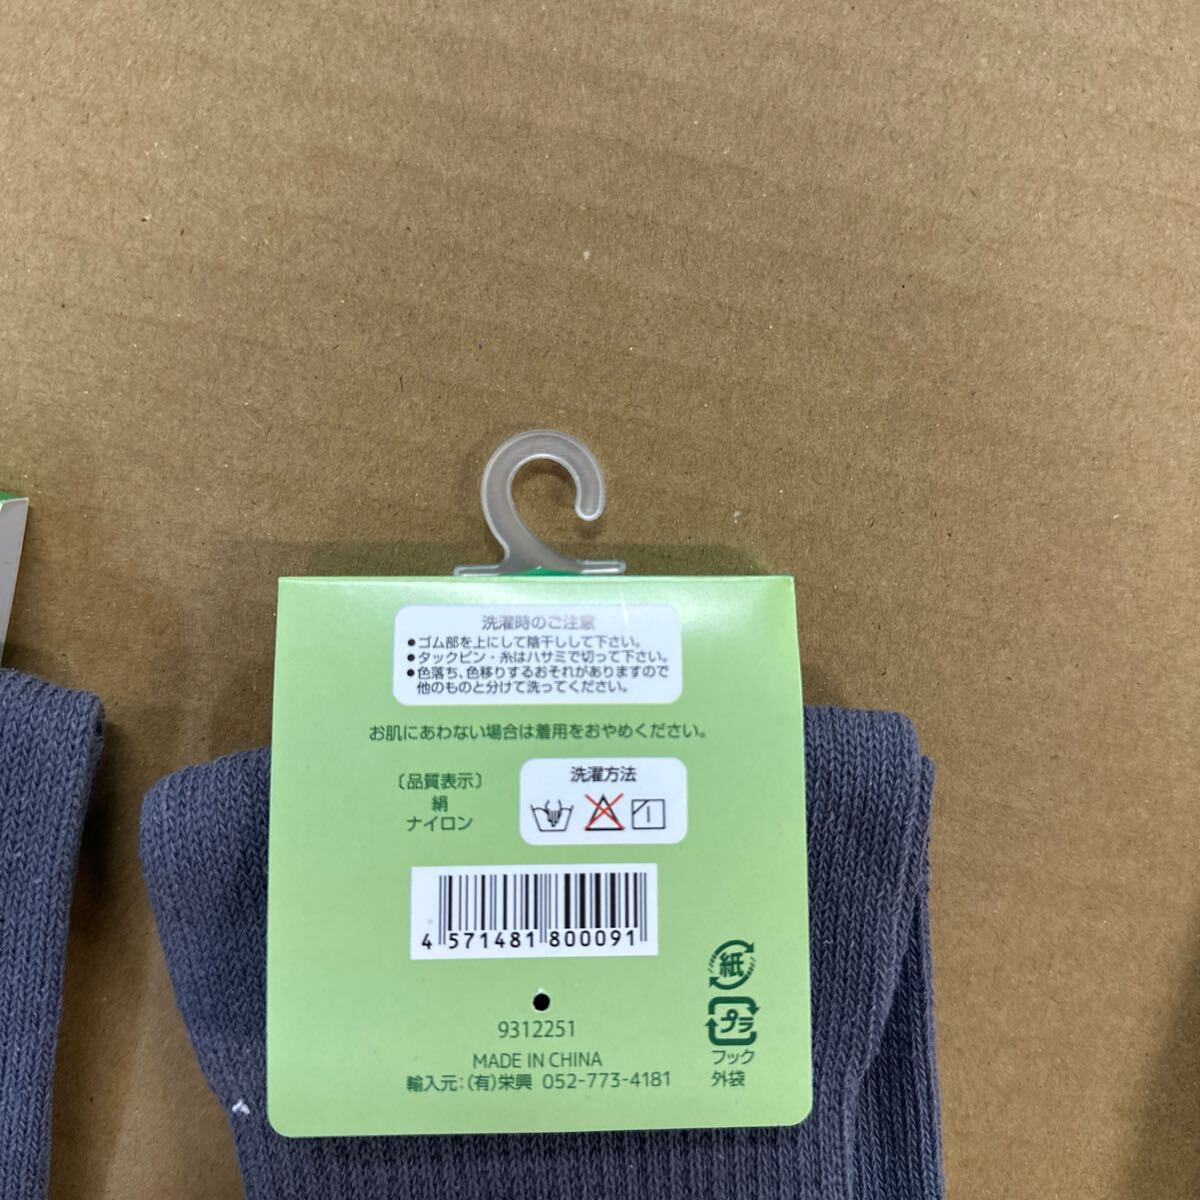 洗濯時のご注意
●ゴム部を上にして陰干しして下さい。
●タックピン・糸はハサミで切って下さい。
●色落ち、色移りするおそれがありますので
他のものと分けて洗ってください。
お肌にあわない場合は着用をおやめください。
〔品質表示〕
絹
ナイロン
洗濯方法
4 571481 800091
紙
プラ
フック
外袋
9312251
MADE IN CHINA
輸入元：(有)栄興 052-773-4181